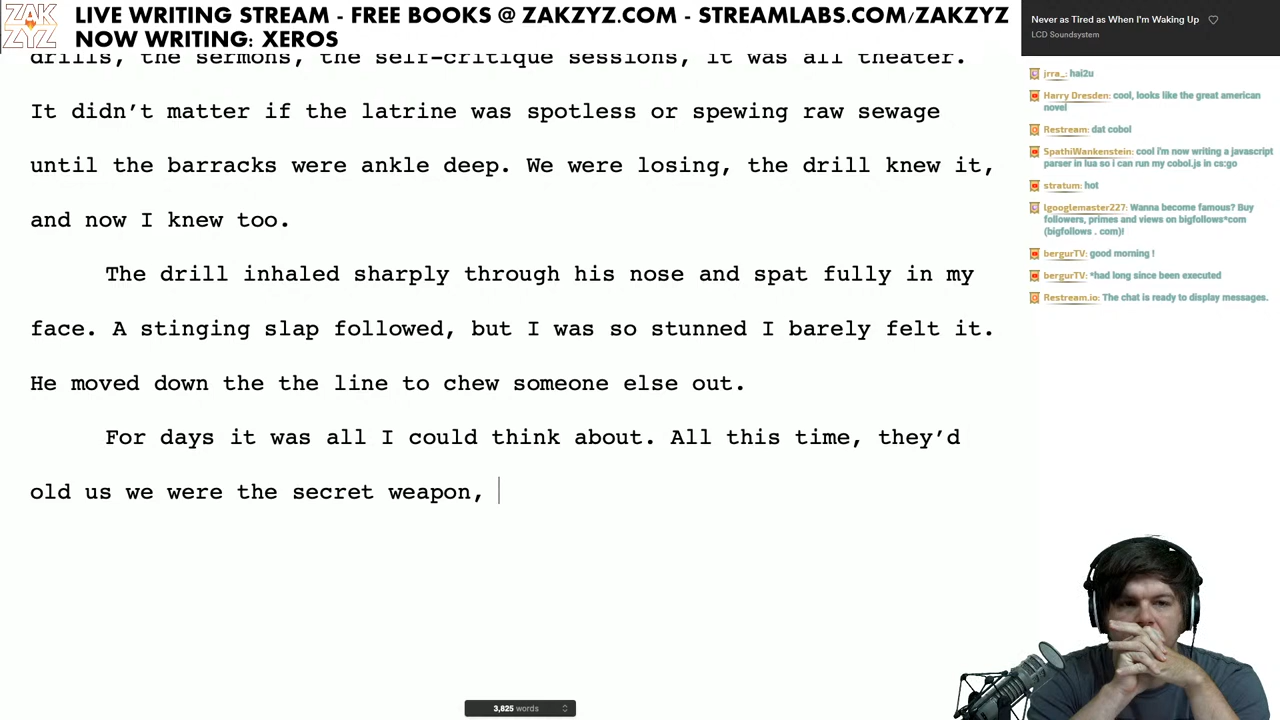 ZAK
ZYZ
LIVE WRITING STREAM - FREE BOOKS @ ZAKZYZ.COM - STREAMLABS.COM/ZAKZYZ
NOW WRITING: XEROS
drills, the sermons, the self-critique sessions, it was all theater.
It didn’t matter if the latrine was spotless or spewing raw sewage
until the barracks were ankle deep. We were losing, the drill knew it,
and now I knew too.
The drill inhaled sharply through his nose and spat fully in my
face. A stinging slap followed, but I was so stunned I barely felt it.
He moved down the the line to chew someone else out.
For days it was all I could think about. All this time, they’d
old us we were the secret weapon,
3,825 words
Never as Tired as When I'm Waking Up
LCD Soundsystem
jrra_: hai2u
Harry Dresden: cool, looks like the great american
novel
Restream: dat cobol
SpathiWankenstein: cool i'm now writing a javascript
parser in lua so i can run my cobol.js in cs:go
stratum: hot
lgooglemaster227: Wanna become famous? Buy
followers, primes and views on bigfollows*com
(bigfollows . com)!
bergurTV: good morning !
bergurTV: *had long since been executed
Restream.io: The chat is ready to display messages.